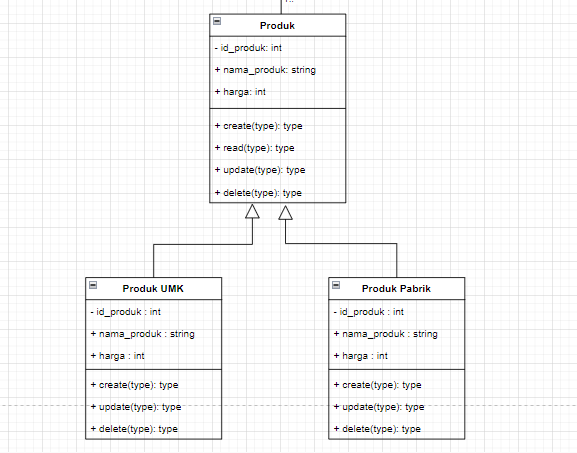 Produk
- id_produk: int
+ nama_produk: string
+ harga: int
+ create(type): type
+ read(type): type
+ update(type): type
+ delete(type): type
Produk UMK
- id_produk : int
+ nama_produk : string
+ harga : int
+ create(type): type
+ update(type): type
+ delete(type): type
Produk Pabrik
- id_produk : int
+ nama_produk : string
+ harga : int
+ create(type): type
+ update(type): type
+ delete(type): type